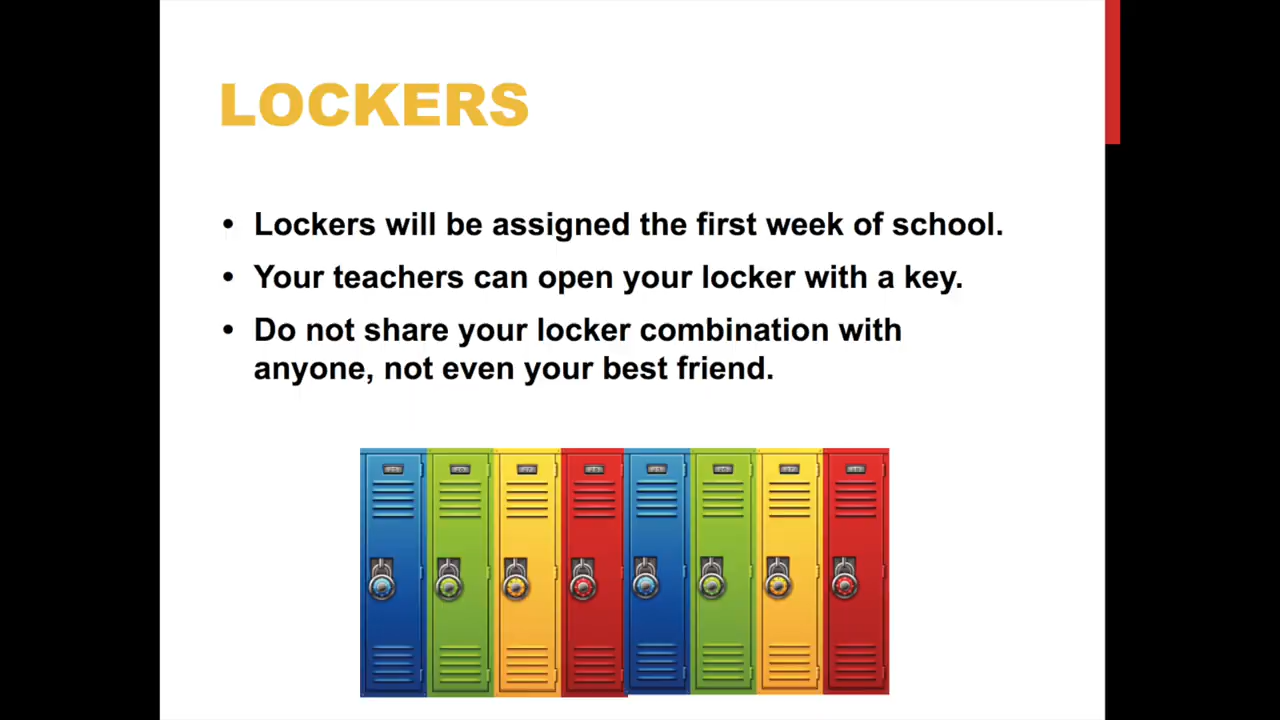 LOCKERS
• Lockers will be assigned the first week of school.
• Your teachers can open your locker with a key.
• Do not share your locker combination with
anyone, not even your best friend.